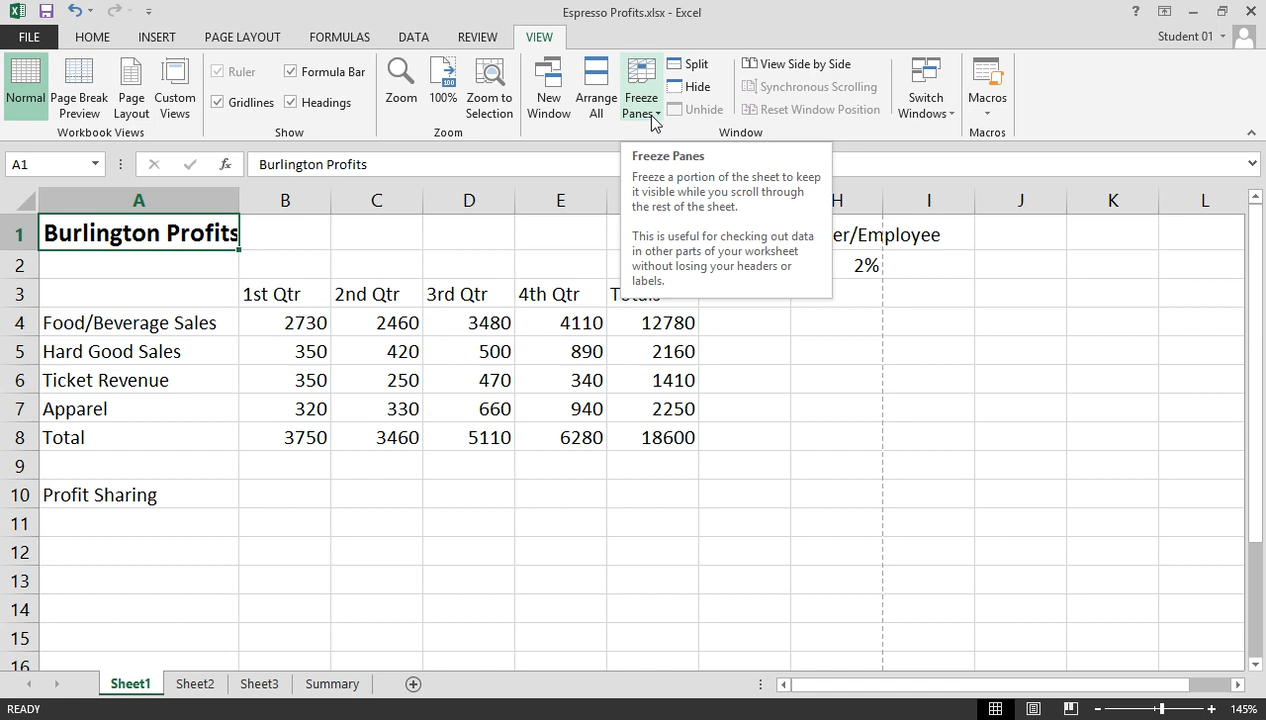 Espresso Profits.xlsx - Excel
?
FILE HOME INSERT PAGE LAYOUT FORMULAS DATA REVIEW VIEW Student 01
Normal
Page Break Preview
Page Layout
Custom Views
Workbook Views
Ruler
Formula Bar
Gridlines
Headings
Show
Zoom
100
100%
Zoom to Selection
Zoom
New Window
Arrange All
Freeze Panes
Split
Hide
Unhide
View Side by Side
Synchronous Scrolling
Reset Window Position
Window
Switch Windows
Macros
Macros
A1 fx Burlington Profits
Freeze Panes
Freeze a portion of the sheet to keep
it visible while you scroll through
the rest of the sheet.
This is useful for checking out data
in other parts of your worksheet
without losing your headers or
labels.
A B C D E H I J K L
1 Burlington Profits er/Employee
2 2%
3 1st Qtr 2nd Qtr 3rd Qtr 4th Qtr Totals
4 Food/Beverage Sales 2730 2460 3480 4110 12780
5 Hard Good Sales 350 420 500 890 2160
6 Ticket Revenue 350 250 470 340 1410
7 Apparel 320 330 660 940 2250
8 Total 3750 3460 5110 6280 18600
9
10 Profit Sharing
11
12
13
14
15
16
Sheet1 Sheet2 Sheet3 Summary
READY 145%